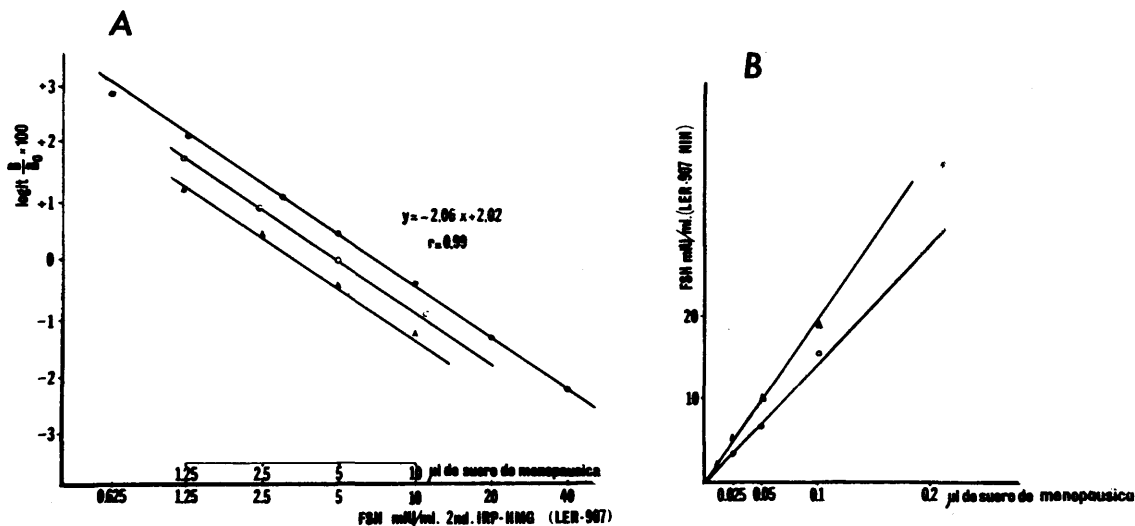 A
B
+3
+2
+1
0
-1
-2
-3
logit B/B0 ×100
y=-2.06 x+2.02
r=0.99
1.25 2.5 5 10 µl de suero de menopausica
0.625 1.25 2.5 5 10 20 40
FSH mIU/ml. 2nd. IRP-HMG (LER-907)
FSH mIU/ml. (LER-907 NIH)
20
10
0.025 0.05 0.1 0.2 µl de suero de menopausica